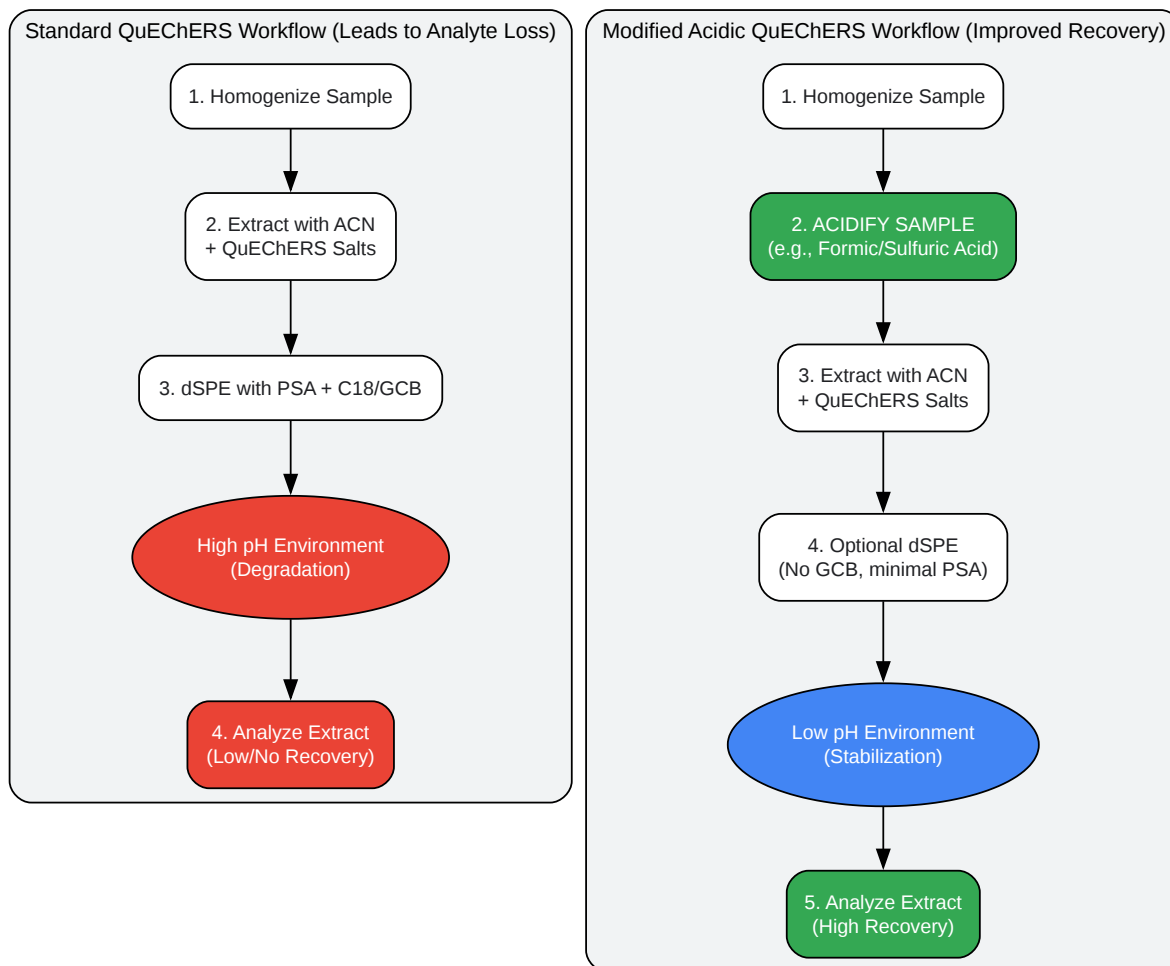 Standard QuEChERS Workflow (Leads to Analyte Loss)
1. Homogenize Sample
2. Extract with ACN
+ QuEChERS Salts
3. dSPE with PSA + C18/GCB
High pH Environment
(Degradation)
4. Analyze Extract
(Low/No Recovery)
Modified Acidic QuEChERS Workflow (Improved Recovery)
1. Homogenize Sample
2. ACIDIFY SAMPLE
(e.g., Formic/Sulfuric Acid)
3. Extract with ACN
+ QuEChERS Salts
4. Optional dSPE
(No GCB, minimal PSA)
Low pH Environment
(Stabilization)
5. Analyze Extract
(High Recovery)